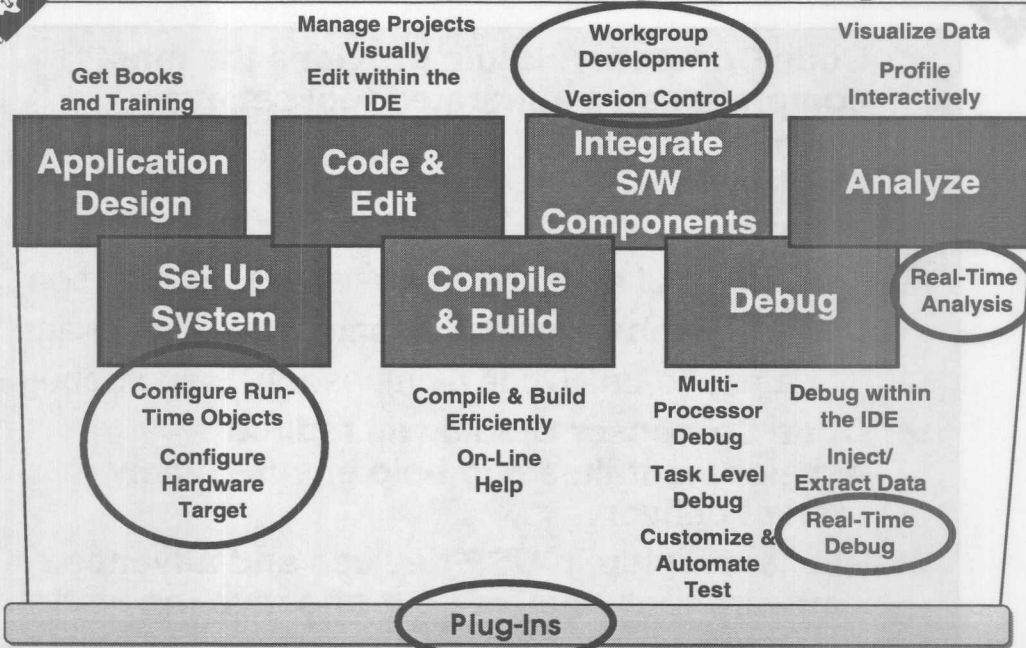 Get Books
and Training
Manage Projects
Visually
Edit within the
IDE
Workgroup
Development
Version Control
Visualize Data
Profile
Interactively
Application
Design
Code &
Edit
Integrate
S/W
Components
Analyze
Set Up
System
Compile
& Build
Debug
Real-Time
Analysis
Configure Run-
Time Objects
Configure
Hardware
Target
Compile & Build
Efficiently
On-Line
Help
Multi-
Processor
Debug
Task Level
Debug
Customize &
Automate
Test
Debug within
the IDE
Inject/
Extract Data
Real-Time
Debug
Plug-Ins